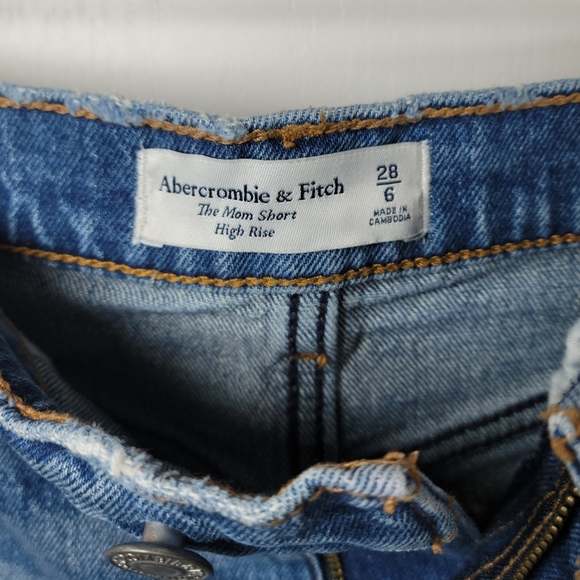 Abercrombie & Fitch
The Mom Short
High Rise
28
6
MADE IN
CAMBODIA